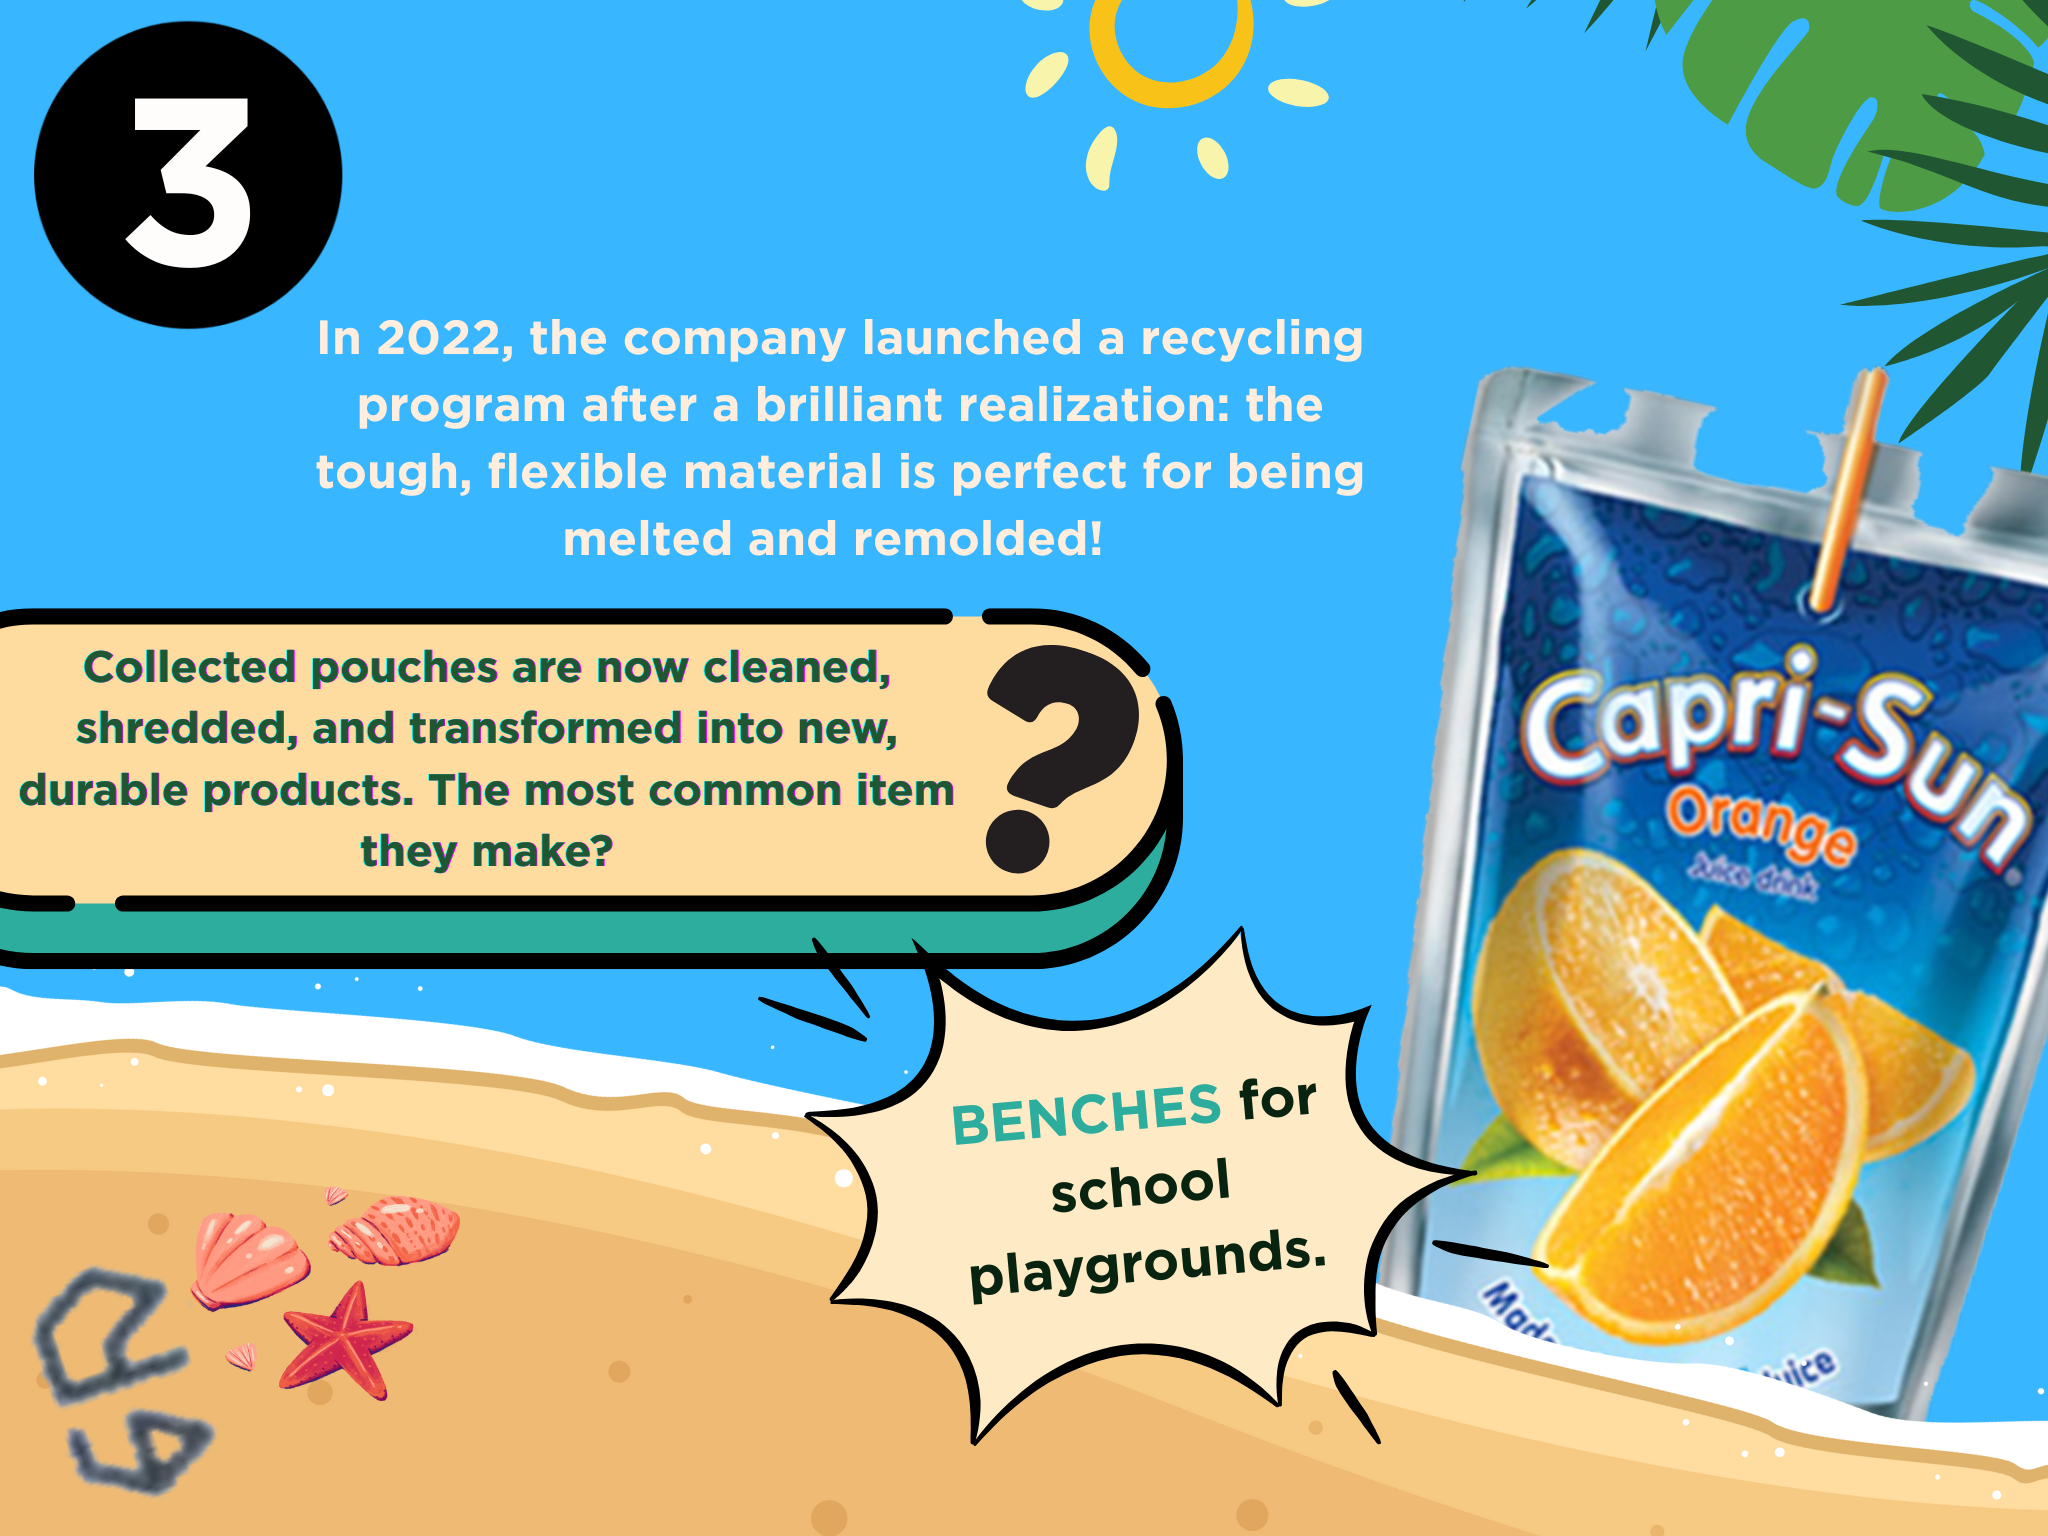 3
In 2022, the company launched a recycling
program after a brilliant realization: the
tough, flexible material is perfect for being
melted and remolded!
Collected pouches are now cleaned,
shredded, and transformed into new,
durable products. The most common item
they make?
?
BENCHES for
school
playgrounds.
Capri-Sun
Orange
Juice drink